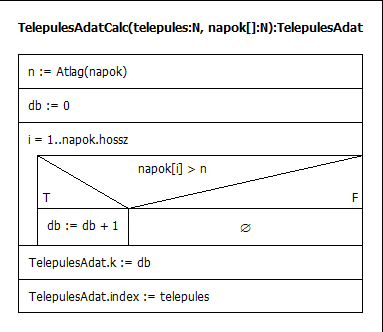 TelepulesAdatCalc(telepules:N, napok[]:N):TelepulesAdat
n := Atlag(napok)
db := 0
i = 1..napok.hossz
napok[i] > n
T
F
db := db + 1
∅
TelepulesAdat.k := db
TelepulesAdat.index := telepules